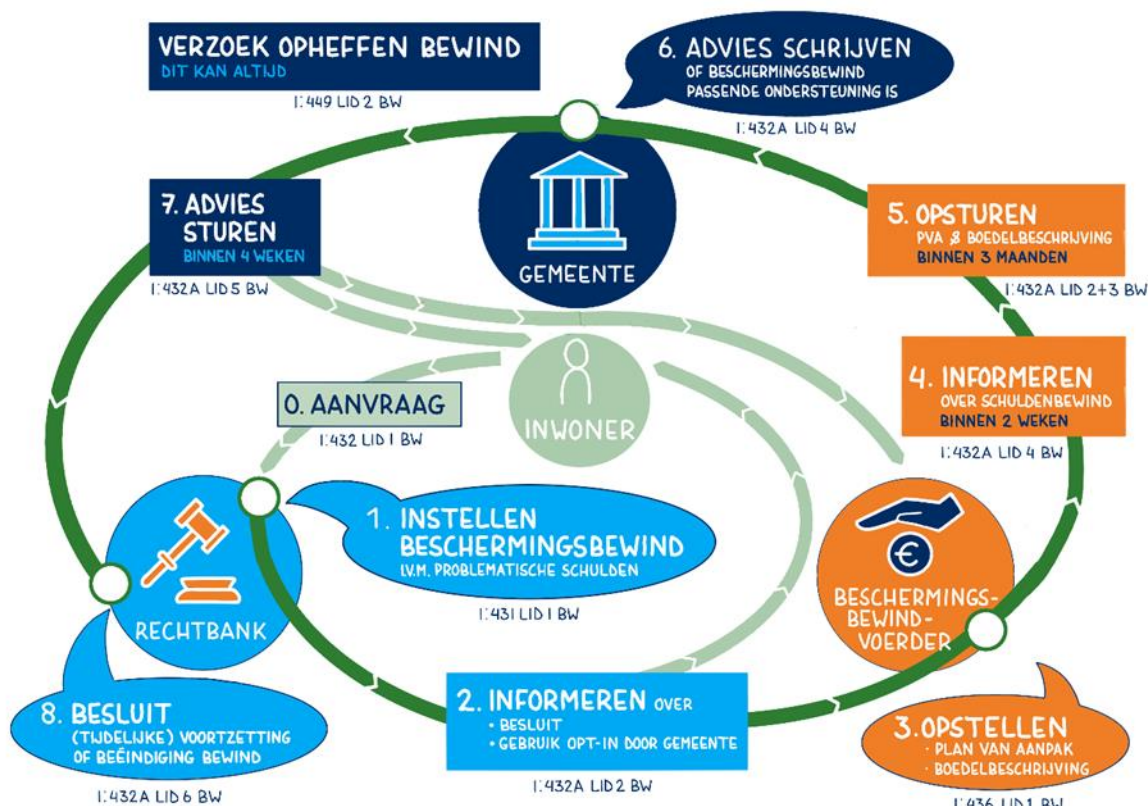 VERZOEK OPHEFFEN BEWIND
DIT KAN ALTIJD
1:449 LID 2 BW
6. ADVIES SCHRIJVEN
OF BESCHERMINGSBEWIND
PASSENDE ONDERSTEUNING IS
1:432A LID 4 BW
7. ADVIES
STUREN
BINNEN 4 WEKEN
1:432A LID 5 BW
GEMEENTE
5. OPSTUREN
PVA & BOEDELBESCHRIJVING
BINNEN 3 MAANDEN
1:432A LID 2+3 BW
4. INFORMEREN
OVER SCHULDENBEWIND
BINNEN 2 WEKEN
1:432A LID 4 BW
0. AANVRAAG
1:432 LID 1 BW
INWONER
1. INSTELLEN
BESCHERMINGSBEWIND
I.V.M. PROBLEMATISCHE SCHULDEN
1:431 LID 1 BW
RECHTBANK
€
BESCHERMINGS-
BEWIND-
VOERDER
8. BESLUIT
(TIJDELIJKE) VOORTZETTING
OF BEËINDIGING BEWIND
1:432A LID 6 BW
2. INFORMEREN OVER
• BESLUIT
• GEBRUIK OPT-IN DOOR GEMEENTE
1:432A LID 2 BW
3. OPSTELLEN
• PLAN VAN AANPAK
• BOEDELBESCHRIJVING
1:436 LID 1 BW